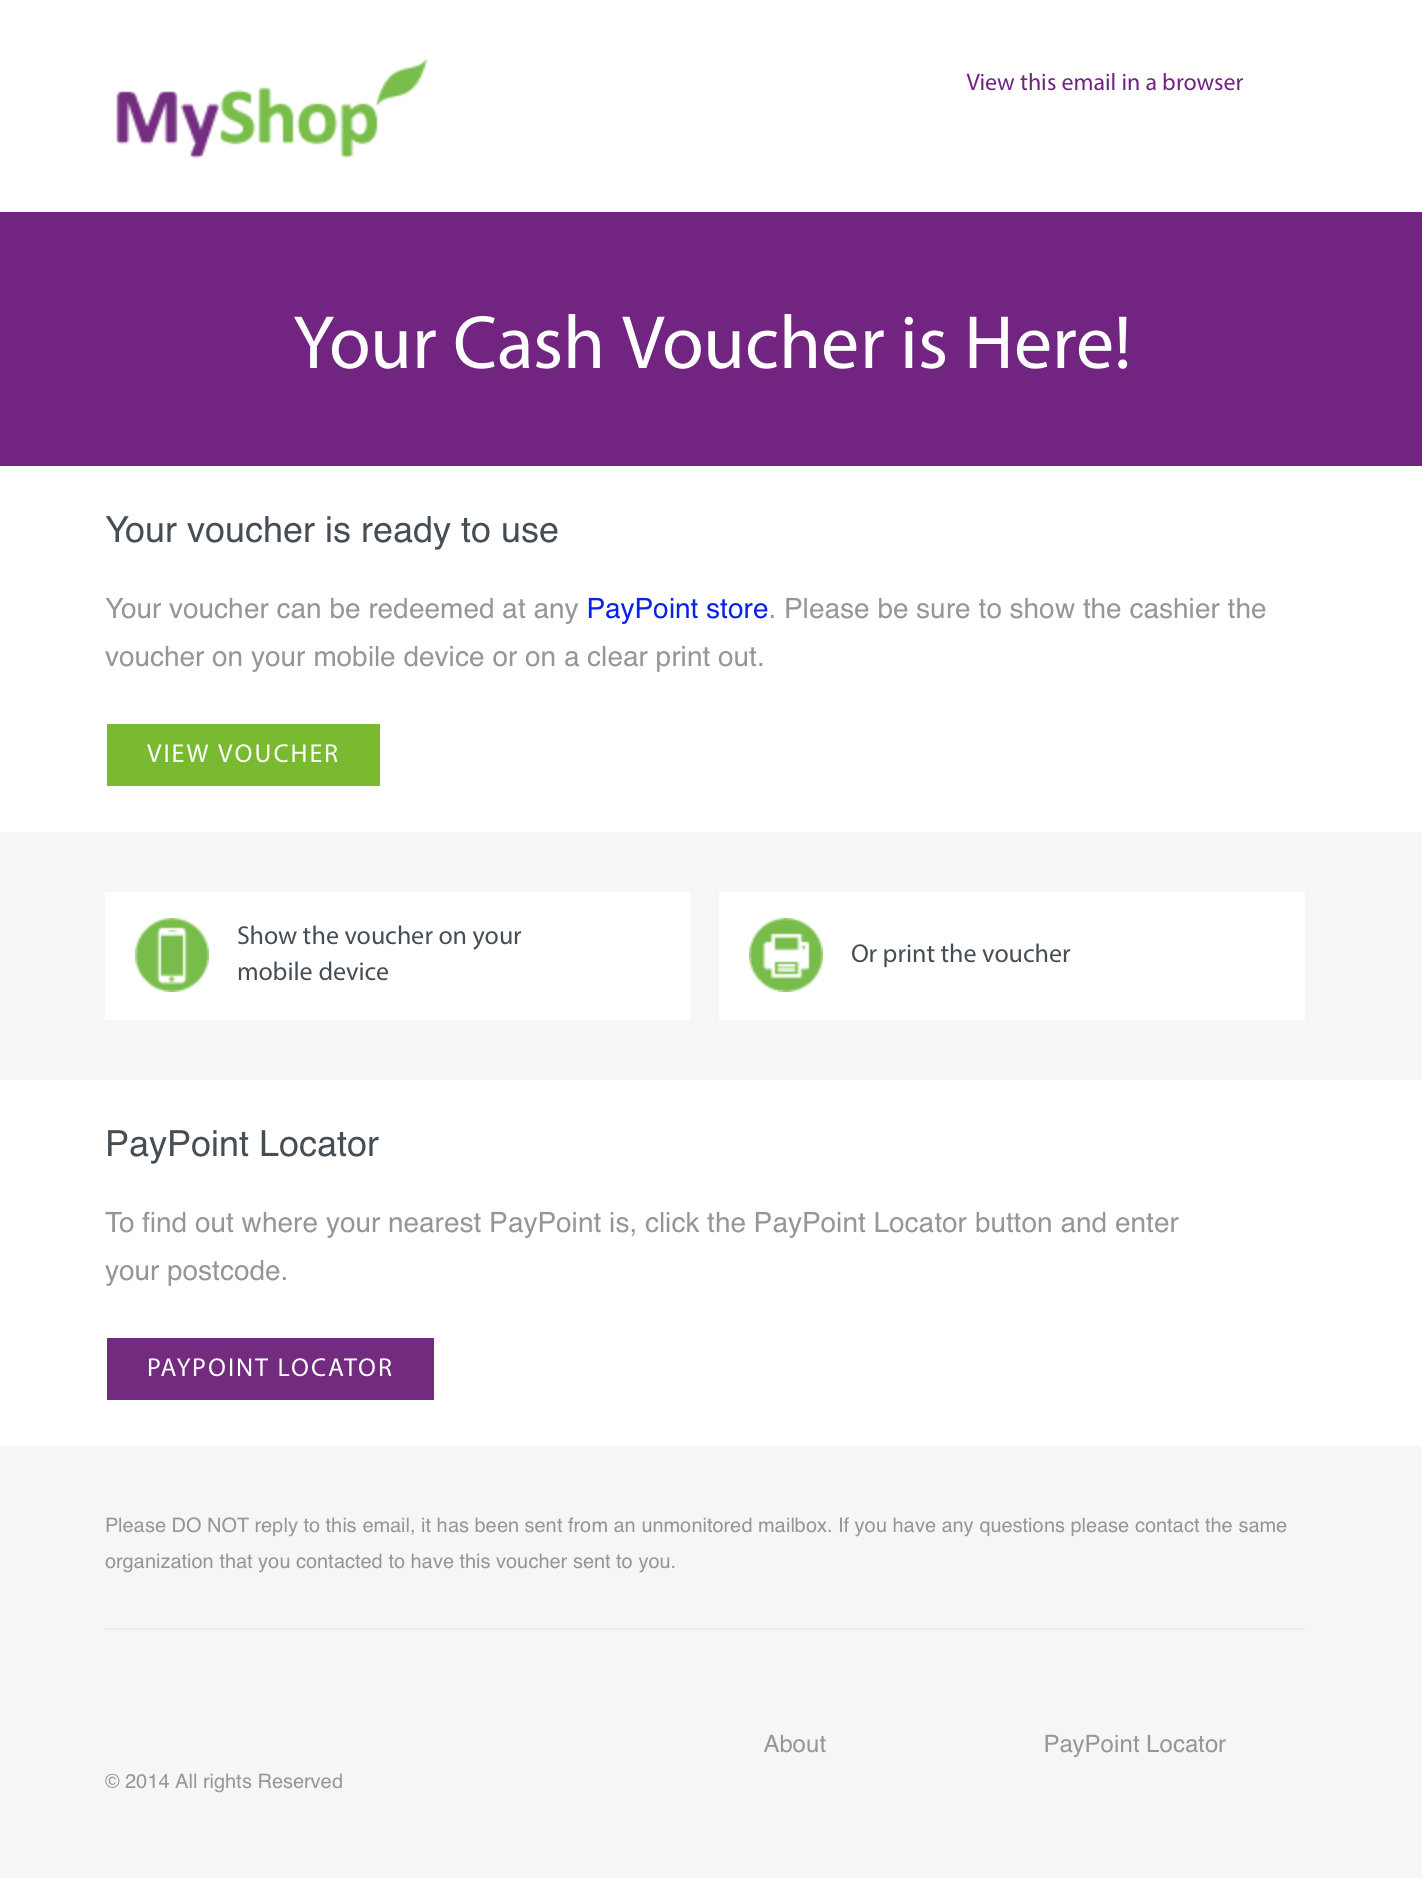 MyShop
View this email in a browser
Your Cash Voucher is Here!
Your voucher is ready to use
Your voucher can be redeemed at any PayPoint store. Please be sure to show the cashier the
voucher on your mobile device or on a clear print out.
VIEW VOUCHER
Show the voucher on your
mobile device
Or print the voucher
PayPoint Locator
To find out where your nearest PayPoint is, click the PayPoint Locator button and enter
your postcode.
PAYPOINT LOCATOR
Please DO NOT reply to this email, it has been sent from an unmonitored mailbox. If you have any questions please contact the same
organization that you contacted to have this voucher sent to you.
About
PayPoint Locator
© 2014 All rights Reserved